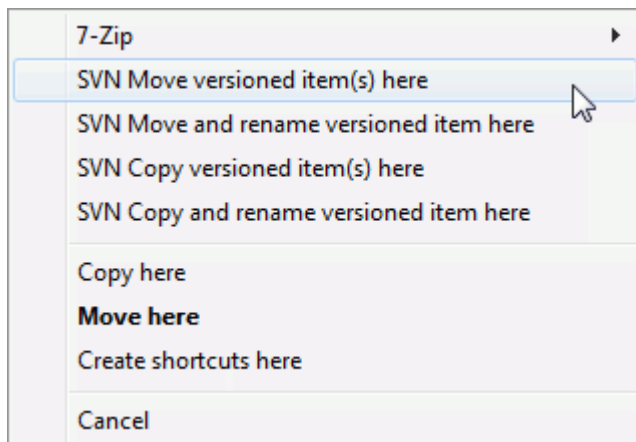 7-Zip
SVN Move versioned item(s) here
SVN Move and rename versioned item here
SVN Copy versioned item(s) here
SVN Copy and rename versioned item here
Copy here
Move here
Create shortcuts here
Cancel